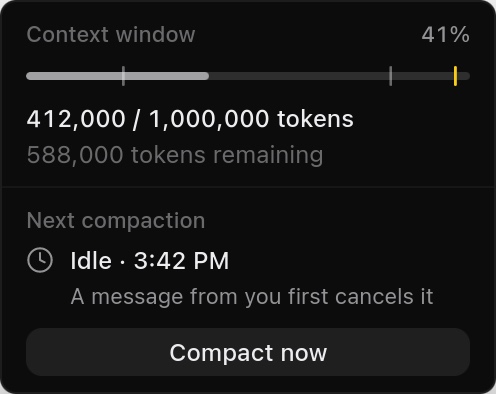 Context window 41%
412,000 / 1,000,000 tokens
588,000 tokens remaining
Next compaction
Idle · 3:42 PM
A message from you first cancels it
Compact now